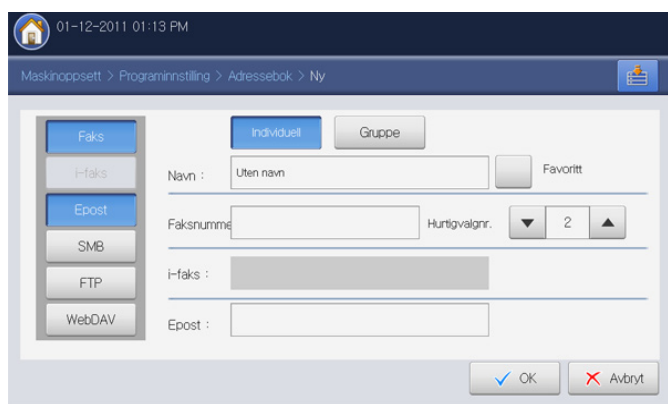 01-12-2011 01:13 PM
Maskinoppsett > Programinnstilling > Adressebok > Ny
Faks
Individuell Gruppe
i-faks
Navn : Uten navn Favoritt
Epost
Faksnumme Hurtigvalgnr. 2
SMB
i-faks :
FTP
WebDAV
Epost :
OK Avbryt